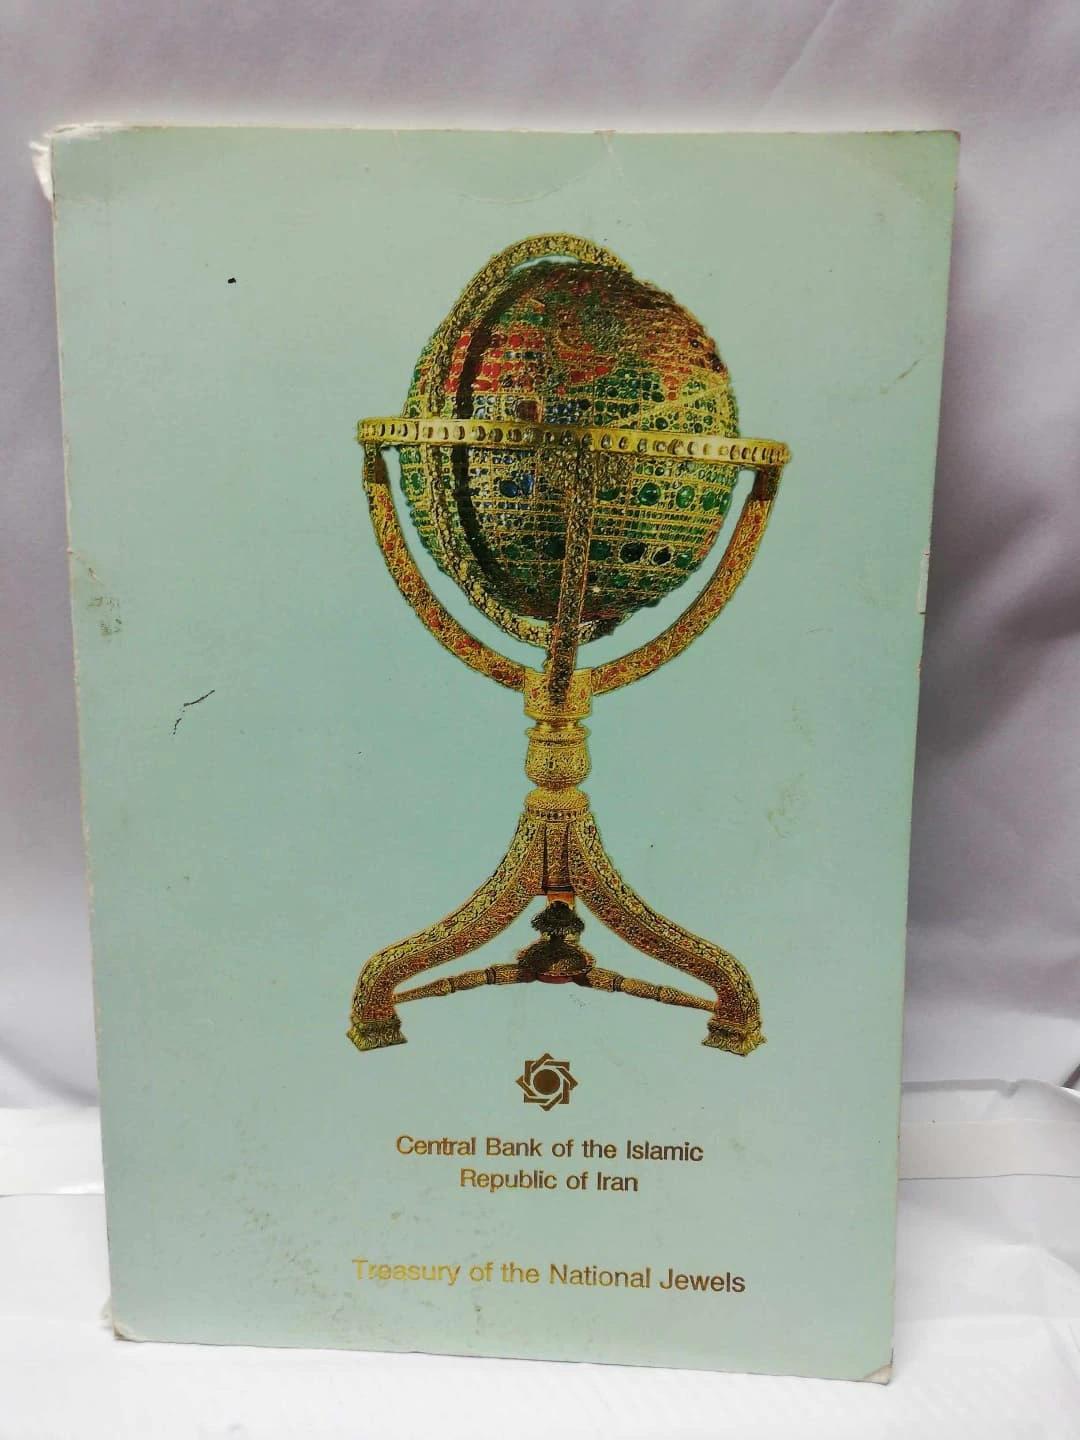 Central Bank of the Islamic
Republic of Iran
Treasury of the National Jewels